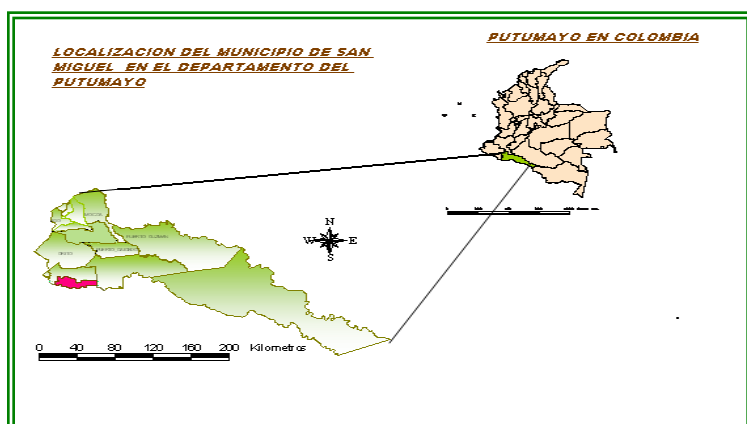 LOCALIZACION DEL MUNICIPIO DE SAN
MIGUEL EN EL DEPARTAMENTO DEL
PUTUMAYO
PUTUMAYO EN COLOMBIA
N
W E
S
0 40 80 120 160 200 Kilometros